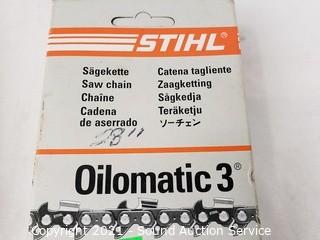 STIHL®
Sägekette
Saw chain
Chaîne
Cadena
de aserrado
Catena tagliente
Zaagketting
Sågkedja
Teräketju
ソーチェン
28"
Oilomatic 3®
Copyright 2021 - Sound Auction Service